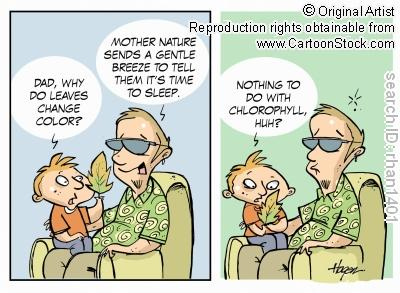 © Original Artist
Reproduction rights obtainable from
www.CartoonStock.com
DAD, WHY
DO LEAVES
CHANGE
COLOR?
MOTHER NATURE
SENDS A GENTLE
BREEZE TO TELL
THEM IT'S TIME
TO SLEEP.
NOTHING TO
DO WITH
CHLOROPHYLL,
HUH?
search ID: rhan1401
Hagen